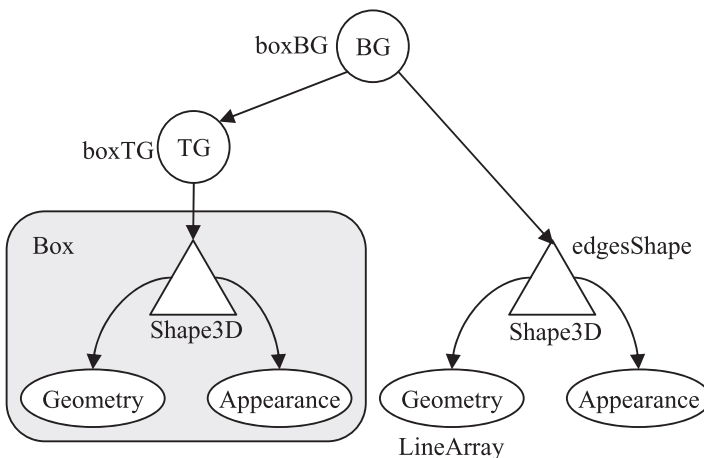 boxBG
BG
boxTG
TG
Box
edgesShape
Shape3D
Shape3D
Geometry
Appearance
Geometry
Appearance
LineArray